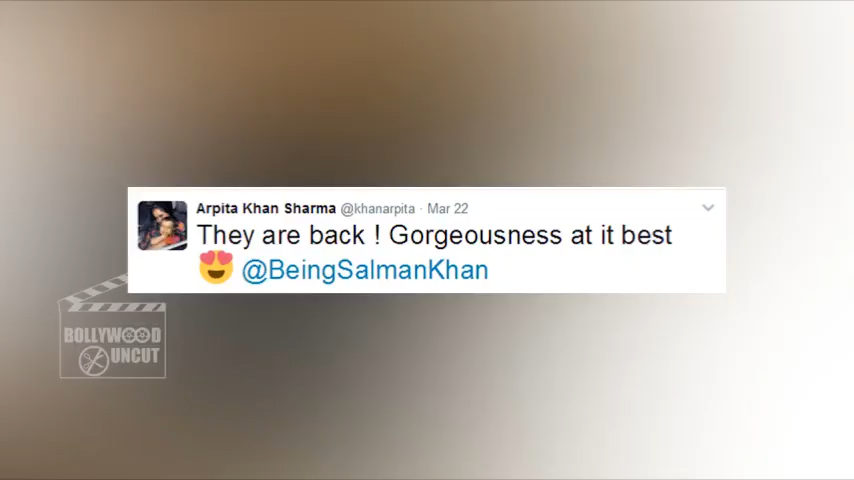 Arpita Khan Sharma @khanarpita · Mar 22
They are back ! Gorgeousness at it best
😍 @BeingSalmanKhan
BOLLYWOOD
UNCUT